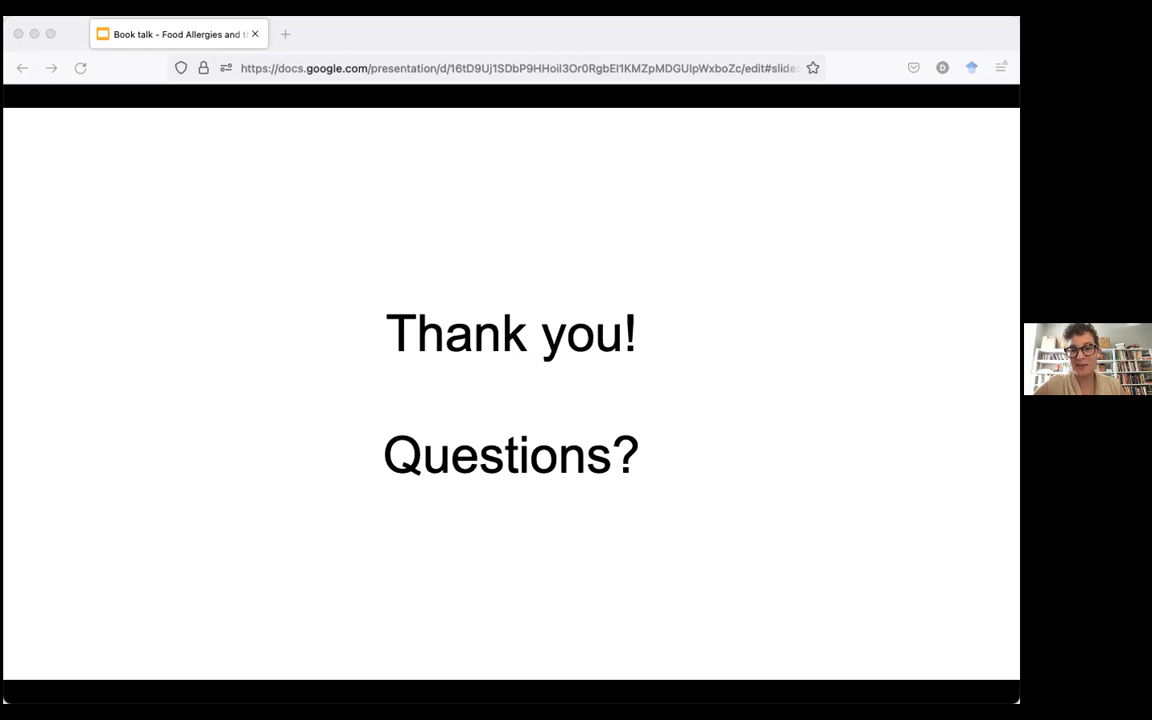 Book talk - Food Allergies and t
https://docs.google.com/presentation/d/16tD9Uj1SDbP9HHoil3Or0RgbEI1KMZpMDGUIpWxboZc/edit#slide
D
Thank you!
Questions?